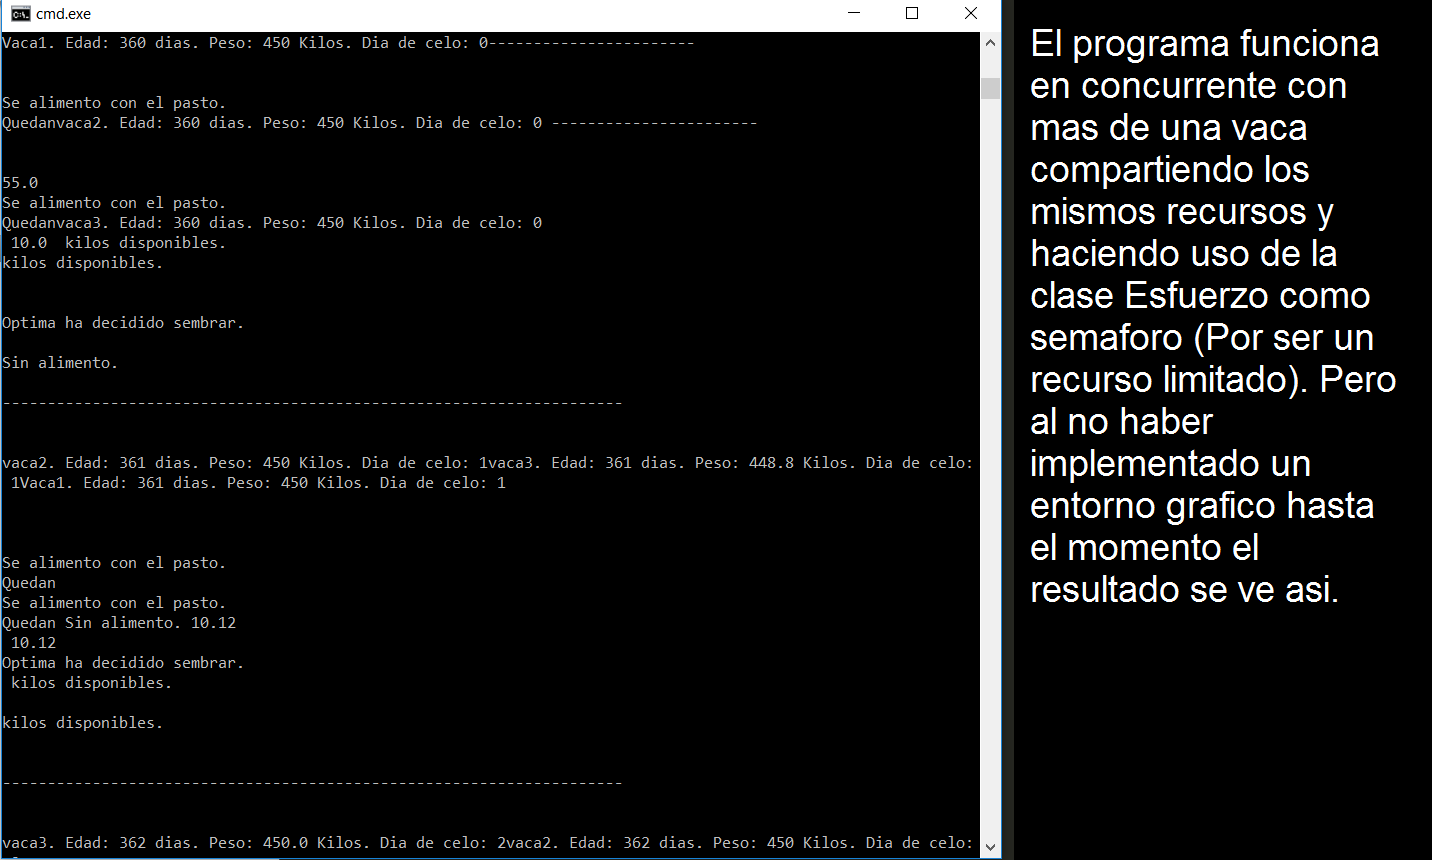 cmd.exe
Vaca1. Edad: 360 dias. Peso: 450 Kilos. Dia de celo: 0-----------------------
Se alimento con el pasto.
Quedanvaca2. Edad: 360 dias. Peso: 450 Kilos. Dia de celo: 0 -----------------------
55.0
Se alimento con el pasto.
Quedanvaca3. Edad: 360 dias. Peso: 450 Kilos. Dia de celo: 0
 10.0  kilos disponibles.
kilos disponibles.
Optima ha decidido sembrar.
Sin alimento.
---------------------------------------------------------------------
vaca2. Edad: 361 dias. Peso: 450 Kilos. Dia de celo: 1vaca3. Edad: 361 dias. Peso: 448.8 Kilos. Dia de celo:
 1Vaca1. Edad: 361 dias. Peso: 450 Kilos. Dia de celo: 1
Se alimento con el pasto.
Quedan
Se alimento con el pasto.
Quedan Sin alimento. 10.12
 10.12
Optima ha decidido sembrar.
 kilos disponibles.
kilos disponibles.
---------------------------------------------------------------------
vaca3. Edad: 362 dias. Peso: 450.0 Kilos. Dia de celo: 2vaca2. Edad: 362 dias. Peso: 450 Kilos. Dia de celo:
El programa funciona
en concurrente con
mas de una vaca
compartiendo los
mismos recursos y
haciendo uso de la
clase Esfuerzo como
semaforo (Por ser un
recurso limitado). Pero
al no haber
implementado un
entorno grafico hasta
el momento el
resultado se ve asi.